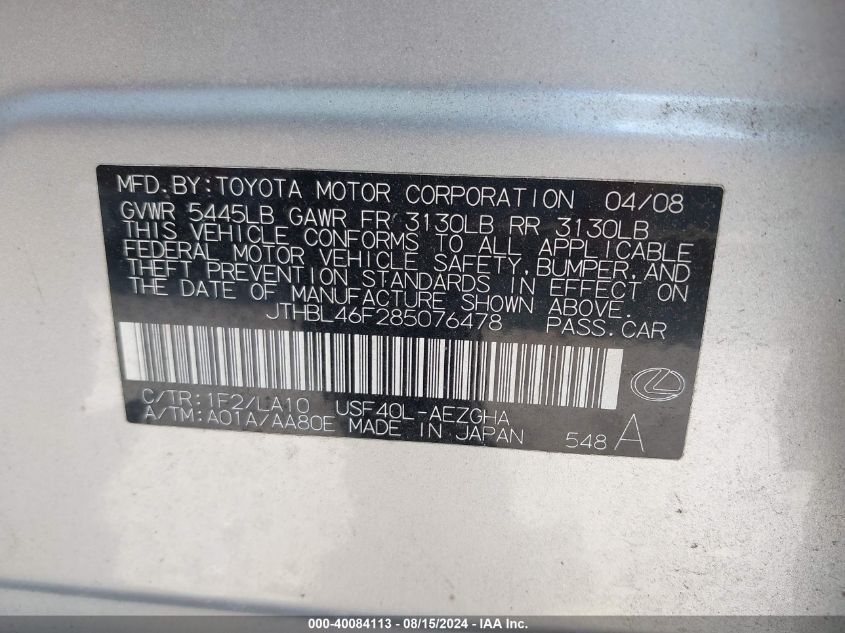 MFD.BY:TOYOTA MOTOR CORPORATION 04/08
GVWR 5445LB GAWR FR 3130LB RR 3130LB
THIS VEHICLE CONFORMS TO ALL APPLICABLE
FEDERAL MOTOR VEHICLE SAFETY, BUMPER, AND
THEFT PREVENTION STANDARDS IN EFFECT ON
THE DATE OF MANUFACTURE SHOWN ABOVE.
JTHBL46F285076478 PASS.CAR
C/TR:1F2/LA10 USF40L-AEZGHA
A/TM:A01A/AA80E MADE IN JAPAN 548 A
000-40084113 - 08/15/2024 - IAA Inc.